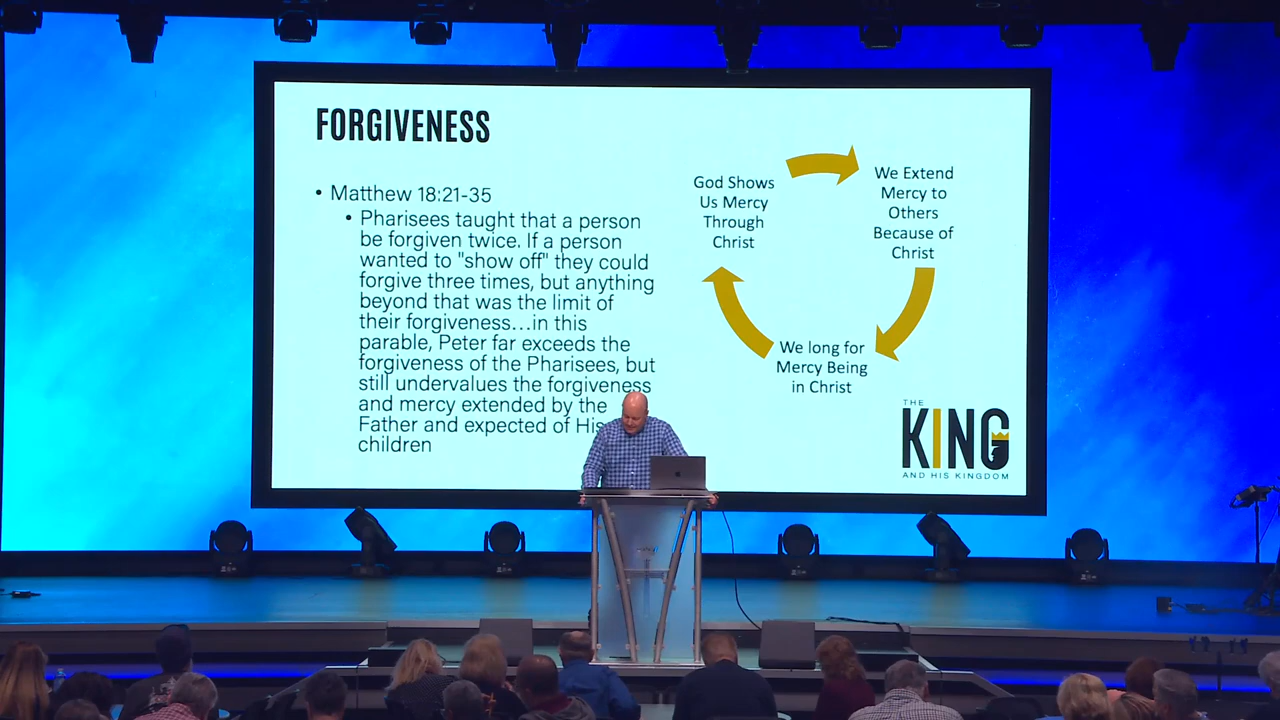 FORGIVENESS
• Matthew 18:21-35
• Pharisees taught that a person
be forgiven twice. If a person
wanted to "show off" they could
forgive three times, but anything
beyond that was the limit of
their forgiveness...in this
parable, Peter far exceeds the
forgiveness of the Pharisees, but
still undervalues the forgiveness
and mercy extended by the
Father and expected of His
children
God Shows
Us Mercy
Through
Christ
We Extend
Mercy to
Others
Because of
Christ
We long for
Mercy Being
in Christ
THE
KING
AND HIS KINGDOM